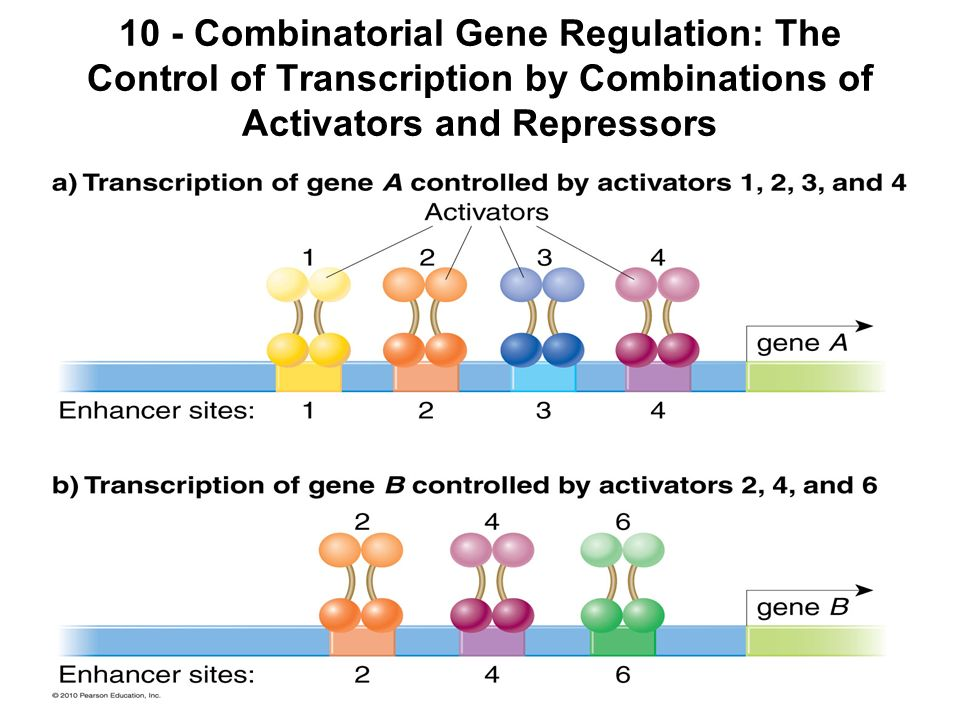 10 - Combinatorial Gene Regulation: The
Control of Transcription by Combinations of
Activators and Repressors
a) Transcription of gene A controlled by activators 1, 2, 3, and 4
Activators
1 2 3 4
gene A
Enhancer sites: 1 2 3 4
b) Transcription of gene B controlled by activators 2, 4, and 6
2 4 6
gene B
Enhancer sites: 2 4 6
© 2010 Pearson Education, Inc.